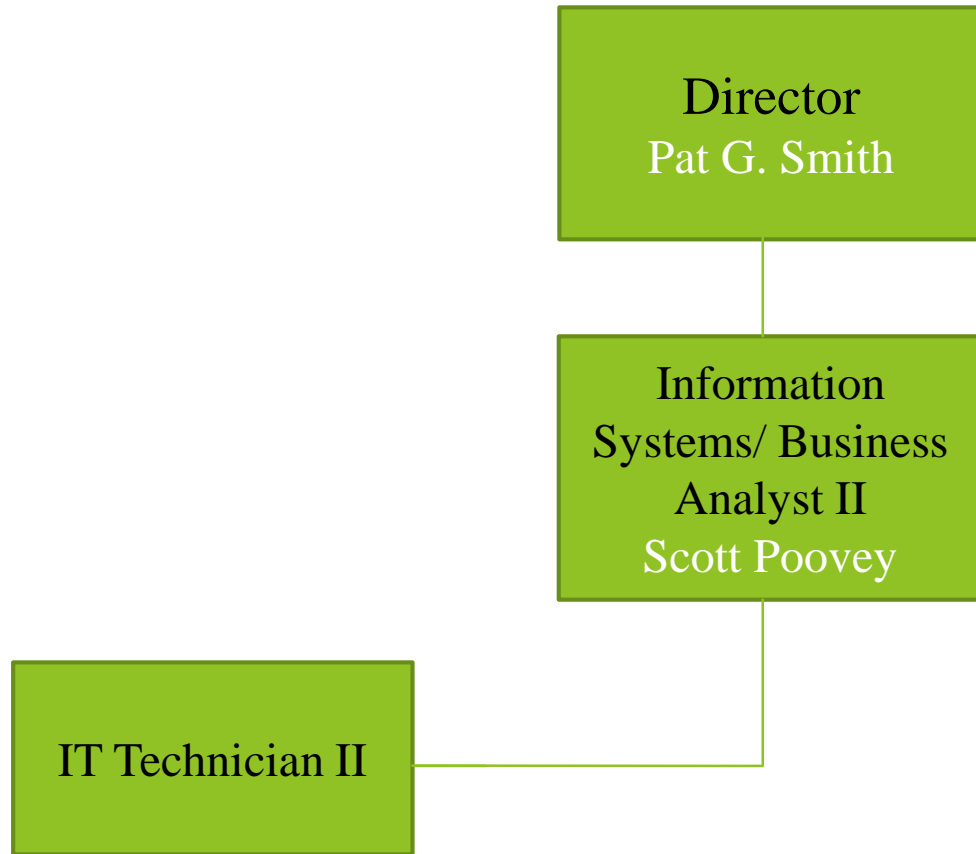 Director
Pat G. Smith
Information
Systems/ Business
Analyst II
Scott Poovey
IT Technician II